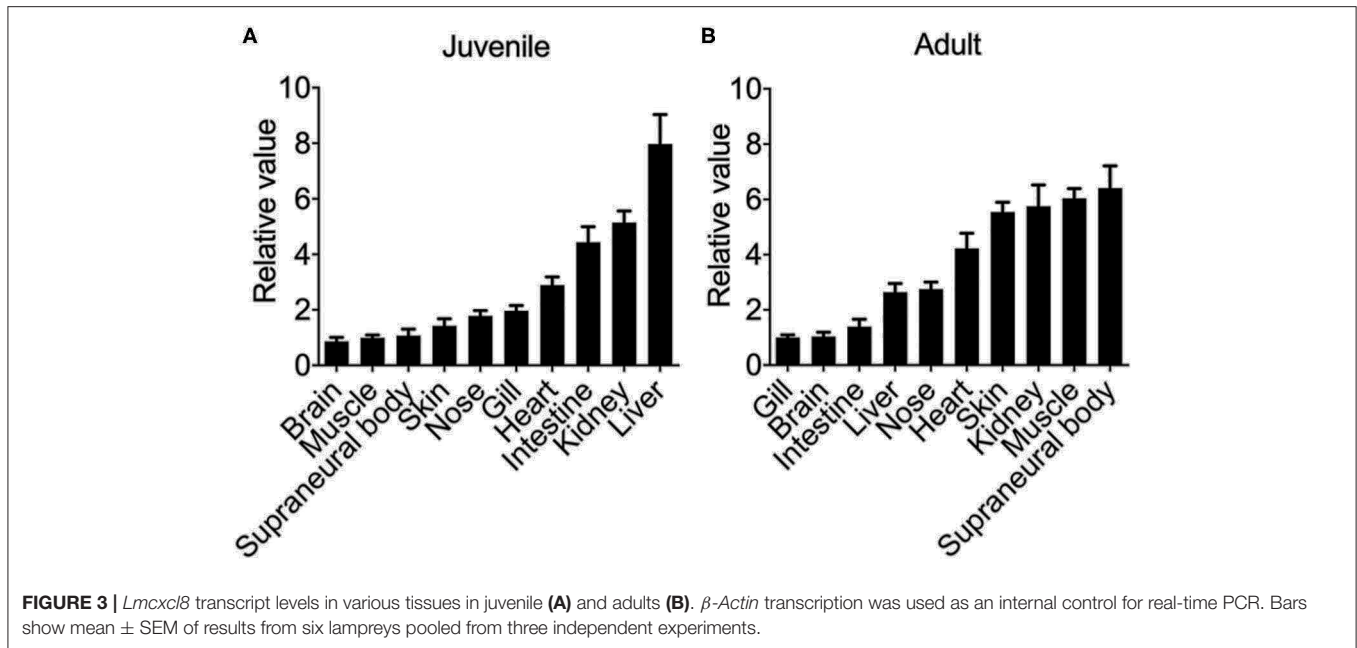 A
Juvenile
Relative value
10
8
6
4
2
0
Brain
Muscle
Supraneural body
Skin
Nose
Gill
Heart
Intestine
Kidney
Liver
B
Adult
Relative value
10
8
6
4
2
0
Gill
Brain
Intestine
Liver
Nose
Heart
Skin
Kidney
Muscle
Supraneural body
FIGURE 3 | Lmcxcl8 transcript levels in various tissues in juvenile (A) and adults (B). β-Actin transcription was used as an internal control for real-time PCR. Bars
show mean ± SEM of results from six lampreys pooled from three independent experiments.